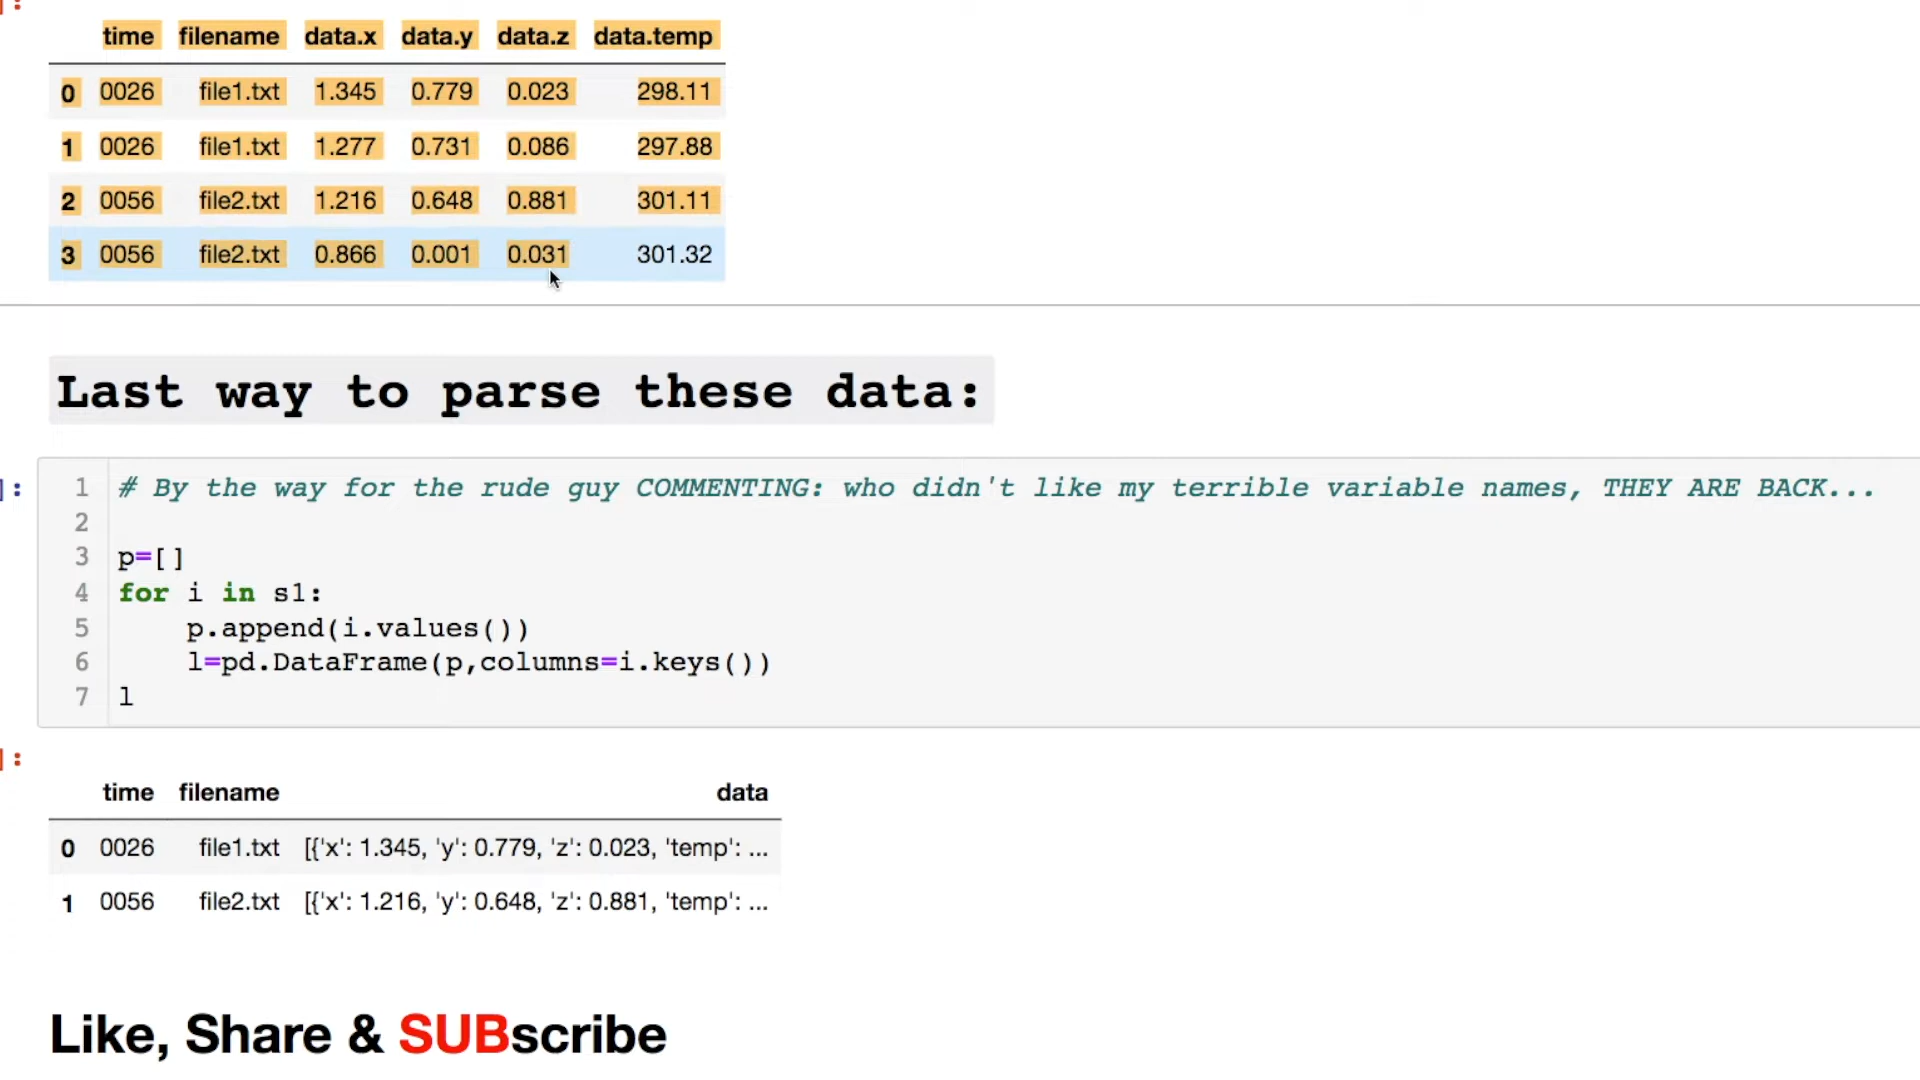 time filename data.x data.y data.z data.temp
0 0026 file1.txt 1.345 0.779 0.023 298.11
1 0026 file1.txt 1.277 0.731 0.086 297.88
2 0056 file2.txt 1.216 0.648 0.881 301.11
3 0056 file2.txt 0.866 0.001 0.031 301.32
Last way to parse these data:
]: 1 # By the way for the rude guy COMMENTING: who didn't like my terrible variable names, THEY ARE BACK...
2
3 p=[]
4 for i in s1:
5     p.append(i.values())
6     l=pd.DataFrame(p,columns=i.keys())
7 l
]:
time filename data
0 0026 file1.txt [{'x': 1.345, 'y': 0.779, 'z': 0.023, 'temp': ...
1 0056 file2.txt [{'x': 1.216, 'y': 0.648, 'z': 0.881, 'temp': ...
Like, Share & SUBscribe